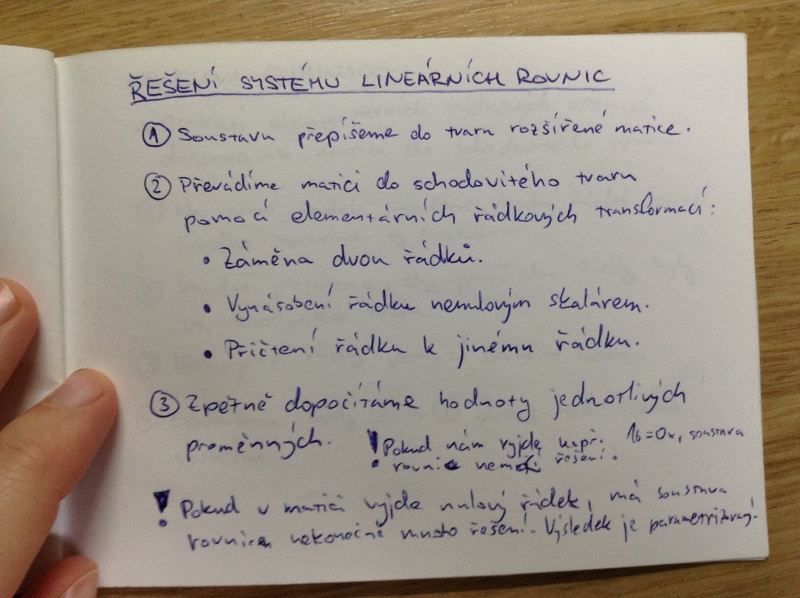 ŘEŠENÍ SYSTÉMU LINEÁRNÍCH ROVNIC
① Soustavu přepíšeme do tvaru rozšířené matice.
② Převádíme matici do schodovitého tvaru
pomocí elementárních řádkových transformací:
• Záměna dvou řádků.
• Vynásobení řádku nenulovým skalárem.
• Přičtení řádku k jinému řádku.
③ Zpětně dopočítáme hodnoty jednotlivých
proměnných.
! Pokud nám vyjde např. 16=0x, soustava
rovnic nemá řešení.
! Pokud v matici vyjde nulový řádek, má soustava
rovnic nekonečně mnoho řešení. Výsledek je parametrizovaný.